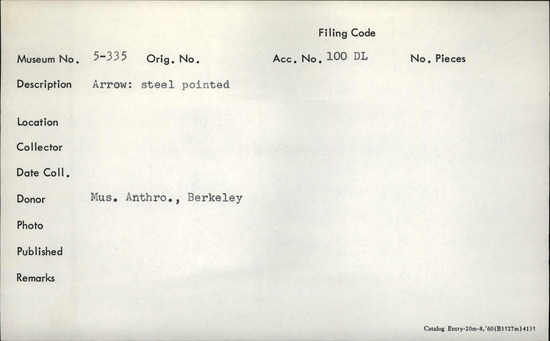 Filing Code
Museum No. 5-335 Orig. No. Acc. No. 100 DL No. Pieces
Description Arrow: steel pointed
Location
Collector
Date Coll.
Donor Mus. Anthro., Berkeley
Photo
Published
Remarks
Catalog Entry-20m-8,'60(B3527m)4135